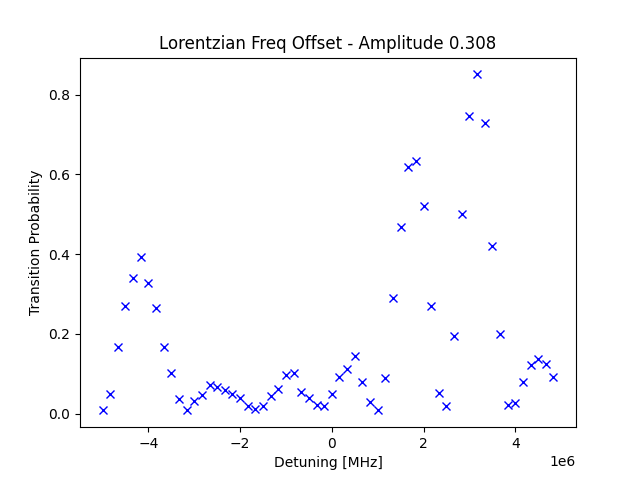 Lorentzian Freq Offset - Amplitude 0.308
Transition Probability
0.8
0.6
0.4
0.2
0.0
−4
−2
0
2
4
1e6
Detuning [MHz]